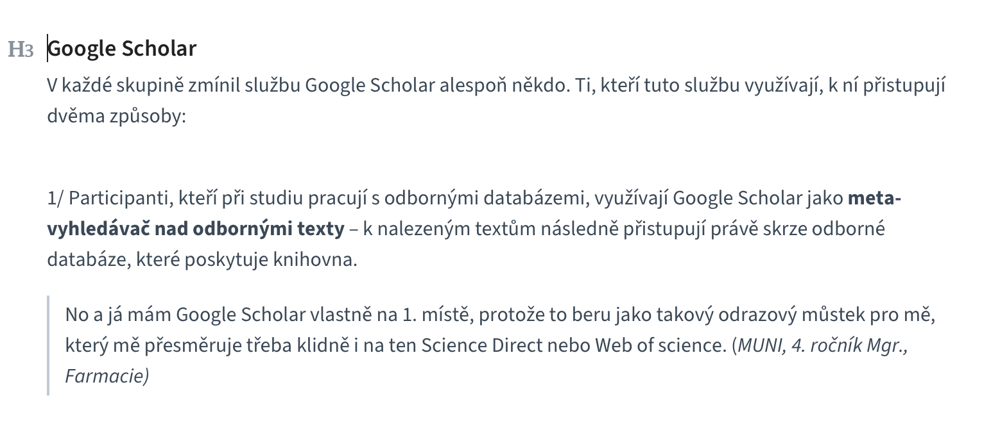 H3 Google Scholar
V každé skupině zmínil službu Google Scholar alespoň někdo. Ti, kteří tuto službu využívají, k ní přistupují
dvěma způsoby:
1/ Participanti, kteří při studiu pracují s odbornými databázemi, využívají Google Scholar jako meta-
vyhledávač nad odbornými texty – k nalezeným textům následně přistupují právě skrze odborné
databáze, které poskytuje knihovna.
No a já mám Google Scholar vlastně na 1. místě, protože to beru jako takový odrazový můstek pro mě,
který mě přesměruje třeba klidně i na ten Science Direct nebo Web of science. (MUNI, 4. ročník Mgr.,
Farmacie)